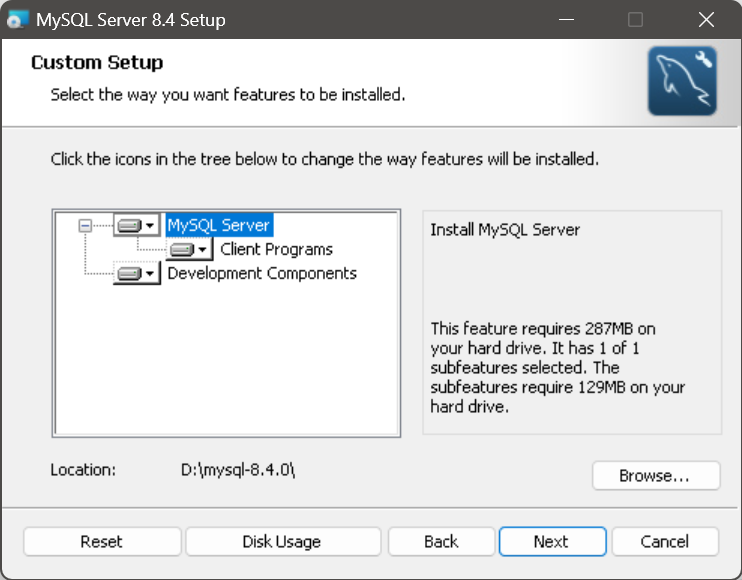 MySQL Server 8.4 Setup
Custom Setup
Select the way you want features to be installed.
Click the icons in the tree below to change the way features will be installed.
MySQL Server
Client Programs
Development Components
Install MySQL Server
This feature requires 287MB on
your hard drive. It has 1 of 1
subfeatures selected. The
subfeatures require 129MB on your
hard drive.
Location: D:\mysql-8.4.0\
Browse...
Reset Disk Usage Back Next Cancel